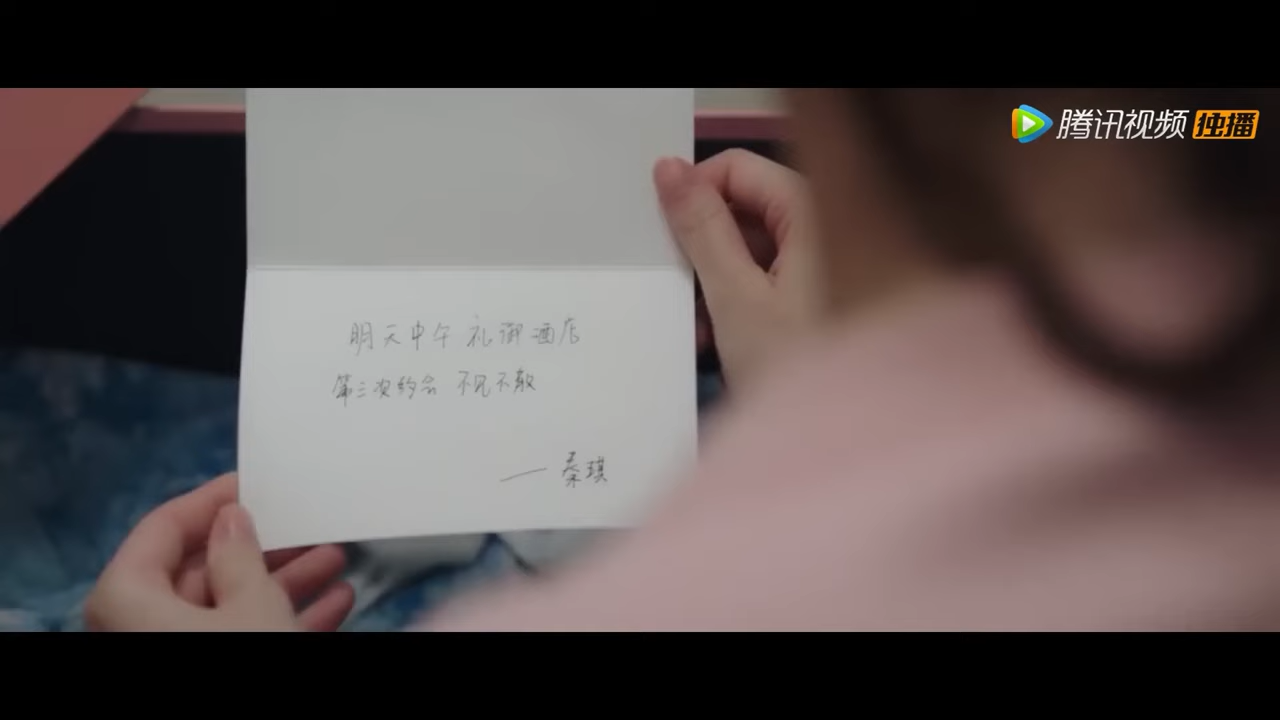 腾讯视频 独播
明天中午 礼御酒店
第三次约会 不见不散
——秦琪